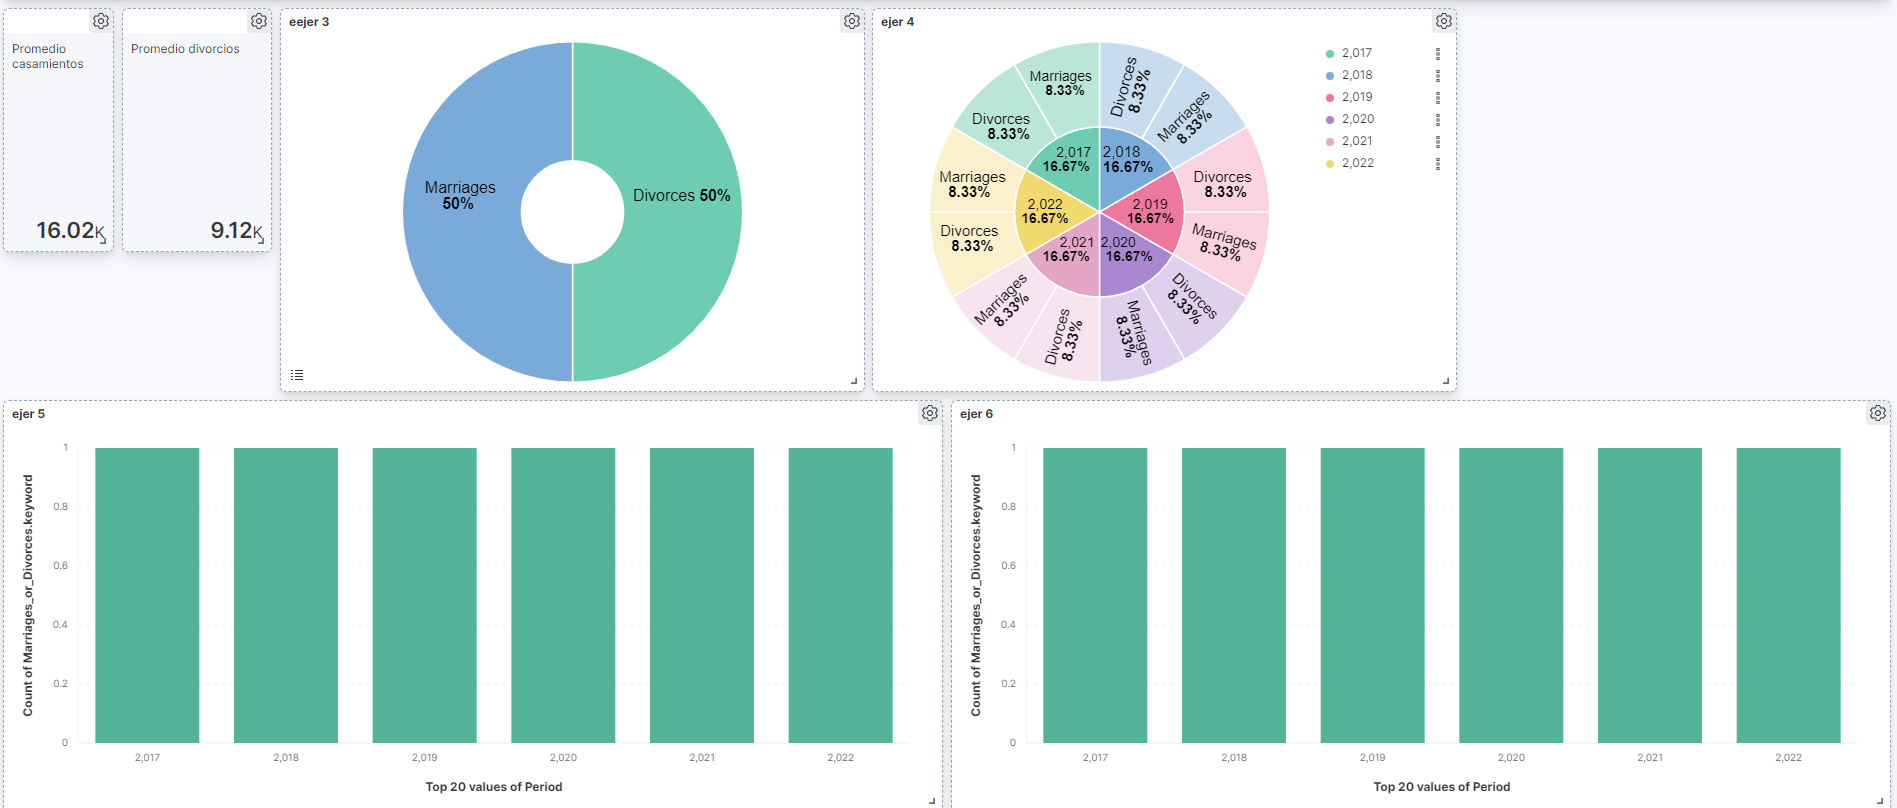 Promedio
casamientos
16.02K
Promedio divorcios
9.12K
eejer 3
Marriages
50%
Divorces 50%
ejer 4
Marriages
8.33%
Divorces
8.33%
Divorces
8.33%
Marriages
8.33%
2,017
16.67%
2,018
16.67%
Marriages
8.33%
Divorces
8.33%
2,022
16.67%
2,019
16.67%
Divorces
8.33%
Marriages
8.33%
2,021
16.67%
2,020
16.67%
Marriages
8.33%
Divorces
8.33%
Divorces
8.33%
Marriages
8.33%
2,017
2,018
2,019
2,020
2,021
2,022
ejer 5
Count of Marriages_or_Divorces.keyword
1
0.8
0.6
0.4
0.2
0
2,017 2,018 2,019 2,020 2,021 2,022
Top 20 values of Period
ejer 6
Count of Marriages_or_Divorces.keyword
1
0.8
0.6
0.4
0.2
0
2,017 2,018 2,019 2,020 2,021 2,022
Top 20 values of Period